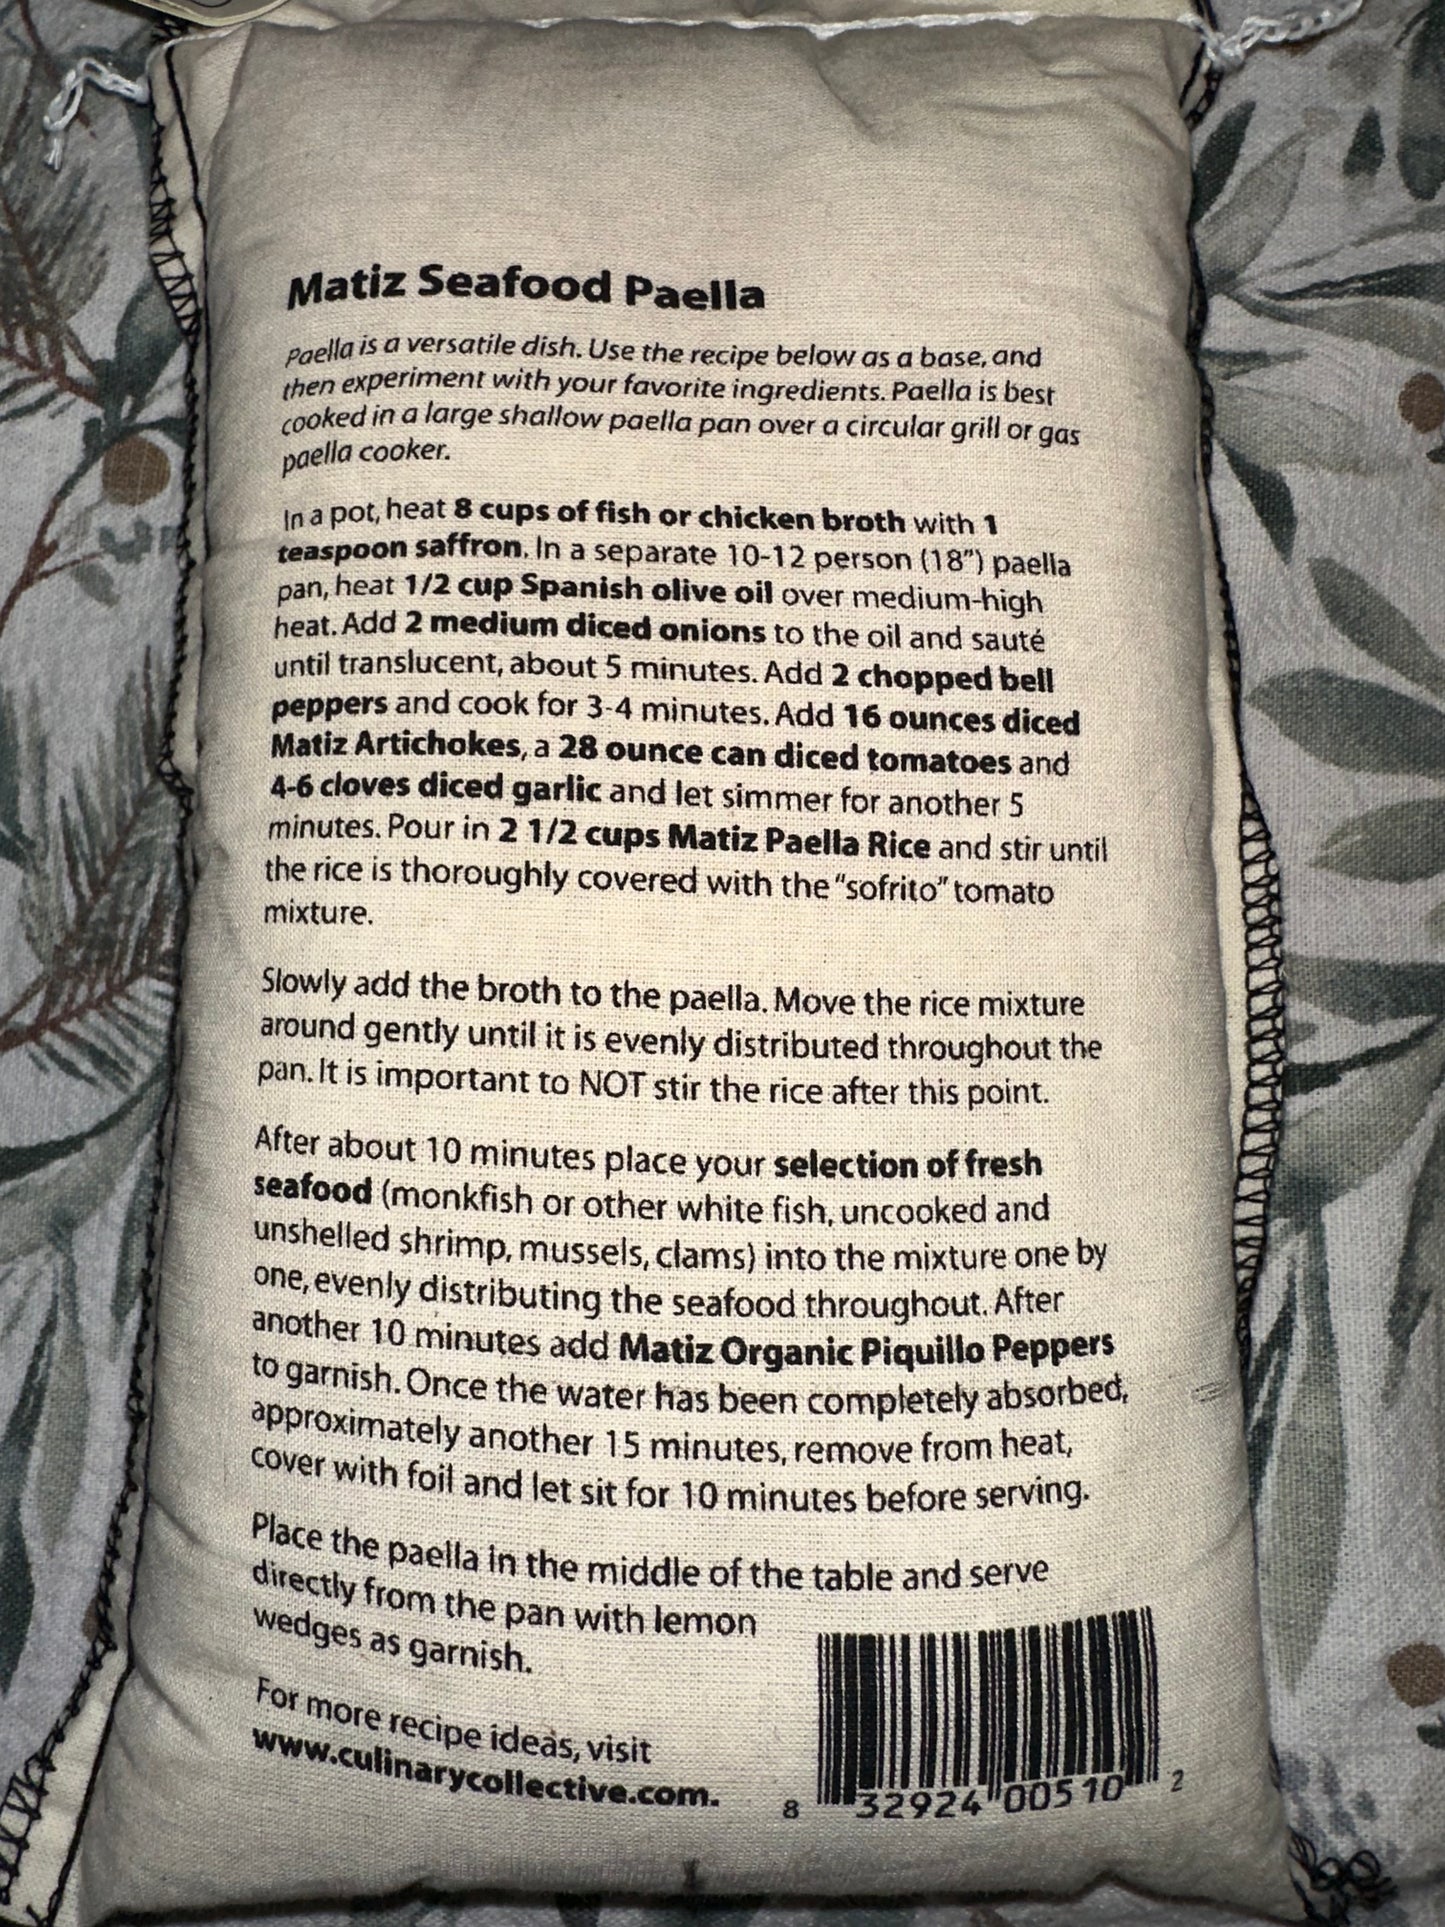 Matiz Seafood Paella
Paella is a versatile dish. Use the recipe below as a base, and
then experiment with your favorite ingredients. Paella is best
cooked in a large shallow paella pan over a circular grill or gas
paella cooker.
In a pot, heat 8 cups of fish or chicken broth with 1
teaspoon saffron. In a separate 10-12 person (18") paella
pan, heat 1/2 cup Spanish olive oil over medium-high
heat. Add 2 medium diced onions to the oil and sauté
until translucent, about 5 minutes. Add 2 chopped bell
peppers and cook for 3-4 minutes. Add 16 ounces diced
Matiz Artichokes, a 28 ounce can diced tomatoes and
4-6 cloves diced garlic and let simmer for another 5
minutes. Pour in 2 1/2 cups Matiz Paella Rice and stir until
the rice is thoroughly covered with the "sofrito" tomato
mixture.
Slowly add the broth to the paella. Move the rice mixture
around gently until it is evenly distributed throughout the
pan. It is important to NOT stir the rice after this point.
After about 10 minutes place your selection of fresh
seafood (monkfish or other white fish, uncooked and
unshelled shrimp, mussels, clams) into the mixture one by
one, evenly distributing the seafood throughout. After
another 10 minutes add Matiz Organic Piquillo Peppers
to garnish. Once the water has been completely absorbed,
approximately another 15 minutes, remove from heat,
cover with foil and let sit for 10 minutes before serving.
Place the paella in the middle of the table and serve
directly from the pan with lemon
wedges as garnish.
For more recipe ideas, visit
www.culinarycollective.com.
8 32924 00510 2